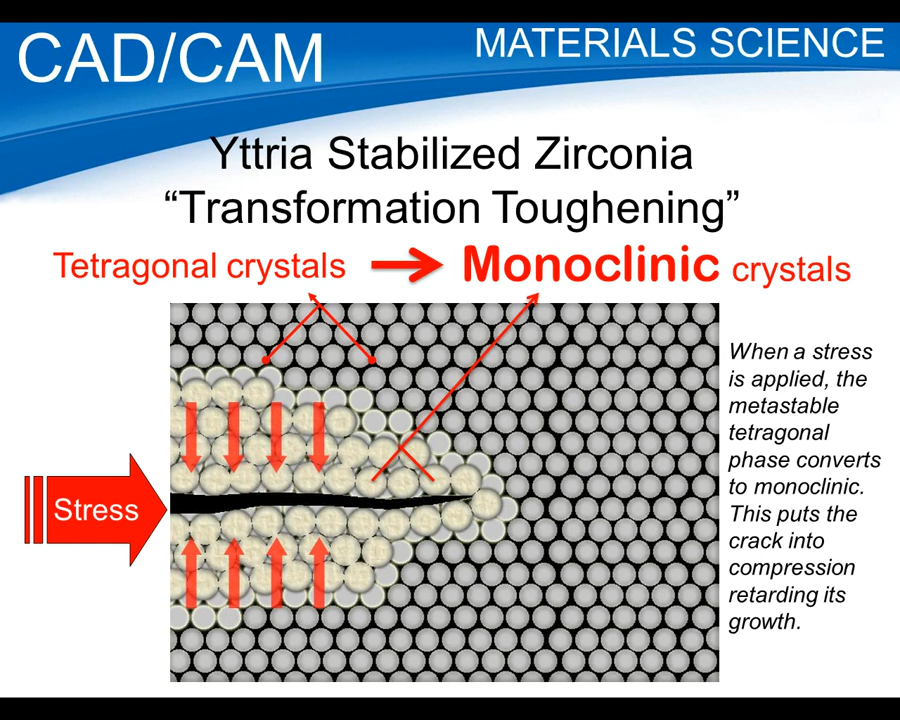 CAD/CAM
MATERIALS SCIENCE
Yttria Stabilized Zirconia
“Transformation Toughening”
Tetragonal crystals
Monoclinic crystals
When a stress
is applied, the
metastable
tetragonal
phase converts
to monoclinic.
This puts the
crack into
compression
retarding its
growth.
Stress